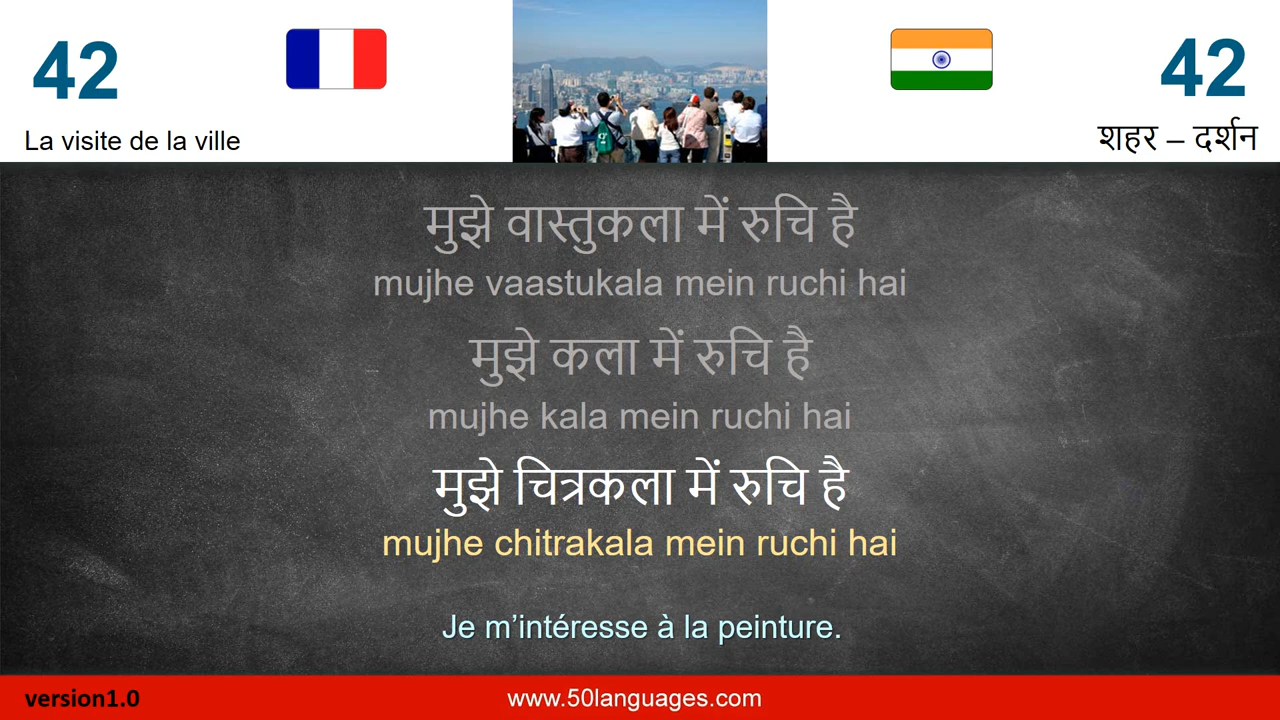 42
La visite de la ville
42
शहर – दर्शन
मुझे वास्तुकला में रुचि है
mujhe vaastukala mein ruchi hai
मुझे कला में रुचि है
mujhe kala mein ruchi hai
मुझे चित्रकला में रुचि है
mujhe chitrakala mein ruchi hai
Je m’intéresse à la peinture.
version1.0
www.50languages.com